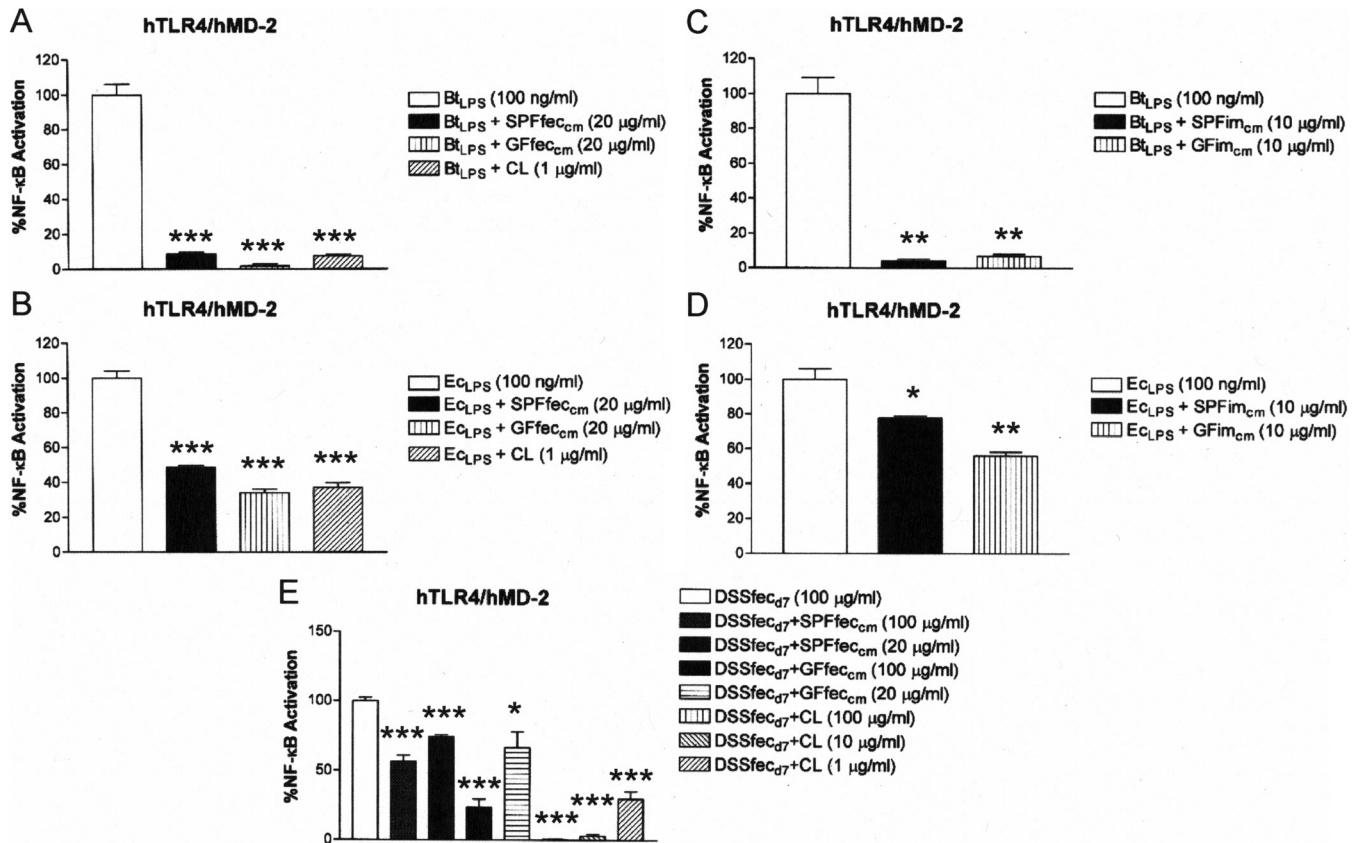 A
hTLR4/hMD-2
%NF-κB Activation
120
100
80
60
40
20
0
***
***
***
BtLPS (100 ng/ml)
BtLPS + SPFfeccm (20 μg/ml)
BtLPS + GFfeccm (20 μg/ml)
BtLPS + CL (1 μg/ml)
C
hTLR4/hMD-2
%NF-κB Activation
120
100
80
60
40
20
0
**
**
BtLPS (100 ng/ml)
BtLPS + SPFimcm (10 μg/ml)
BtLPS + GFimcm (10 μg/ml)
B
hTLR4/hMD-2
%NF-κB Activation
120
100
80
60
40
20
0
***
***
***
EcLPS (100 ng/ml)
EcLPS + SPFfeccm (20 μg/ml)
EcLPS + GFfeccm (20 μg/ml)
EcLPS + CL (1 μg/ml)
D
hTLR4/hMD-2
%NF-κB Activation
120
100
80
60
40
20
0
*
**
EcLPS (100 ng/ml)
EcLPS + SPFimcm (10 μg/ml)
EcLPS + GFimcm (10 μg/ml)
E
hTLR4/hMD-2
%NF-κB Activation
150
100
50
0
***
***
***
*
***
***
***
DSSfecd7 (100 μg/ml)
DSSfecd7+SPFfeccm (100 μg/ml)
DSSfecd7+SPFfeccm (20 μg/ml)
DSSfecd7+GFfeccm (100 μg/ml)
DSSfecd7+GFfeccm (20 μg/ml)
DSSfecd7+CL (100 μg/ml)
DSSfecd7+CL (10 μg/ml)
DSSfecd7+CL (1 μg/ml)